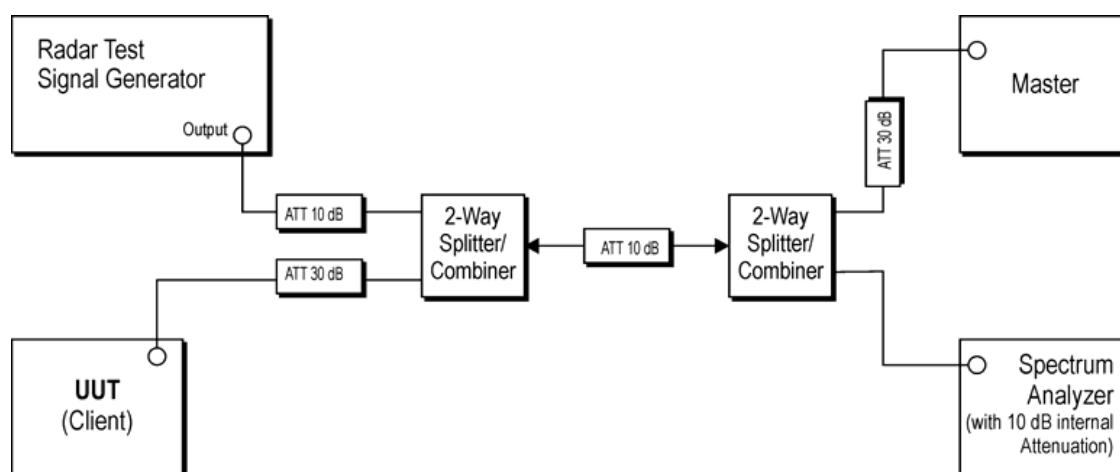 Radar Test
Signal Generator
Output
ATT 10 dB
ATT 30 dB
UUT
(Client)
2-Way
Splitter/
Combiner
ATT 10 dB
2-Way
Splitter/
Combiner
ATT 30 dB
Master
Spectrum
Analyzer
(with 10 dB internal
Attenuation)